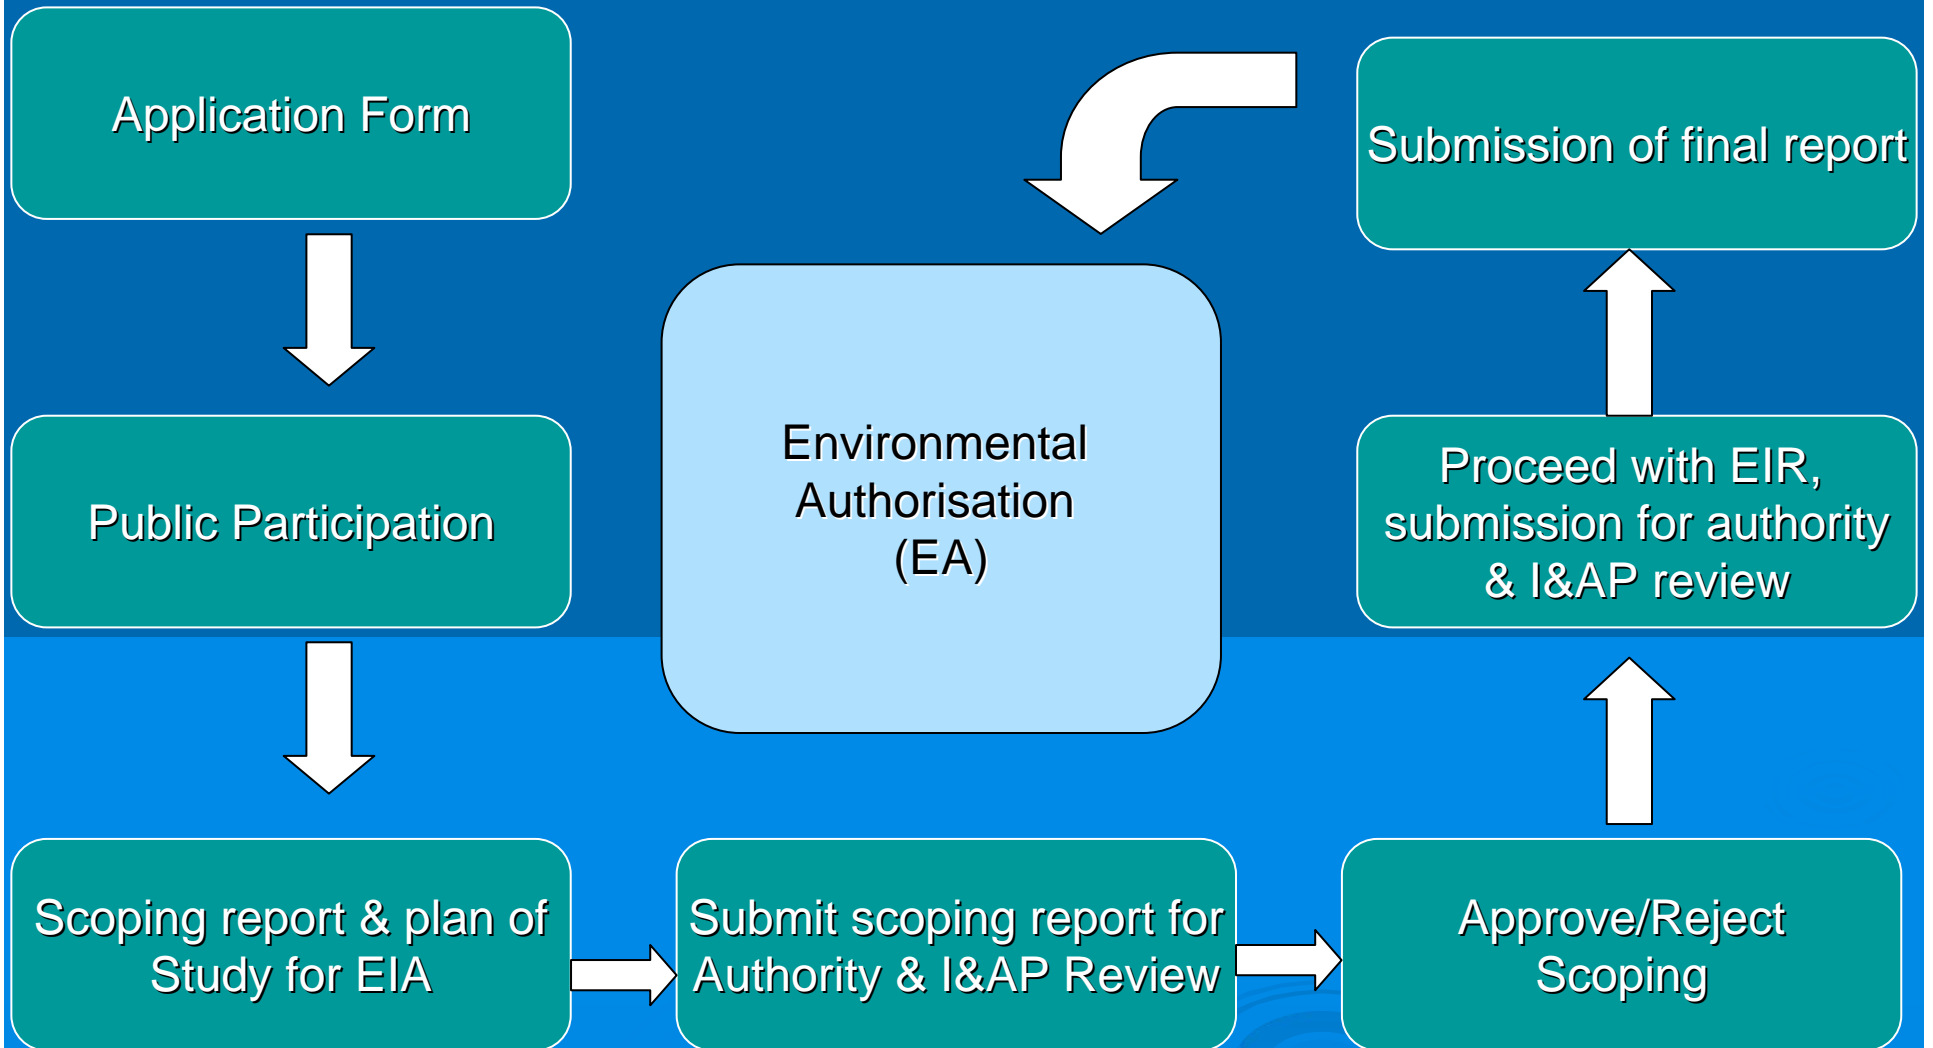 Application Form
Public Participation
Scoping report & plan of
Study for EIA
Submit scoping report for
Authority & I&AP Review
Approve/Reject
Scoping
Proceed with EIR,
submission for authority
& I&AP review
Submission of final report
Environmental
Authorisation
(EA)